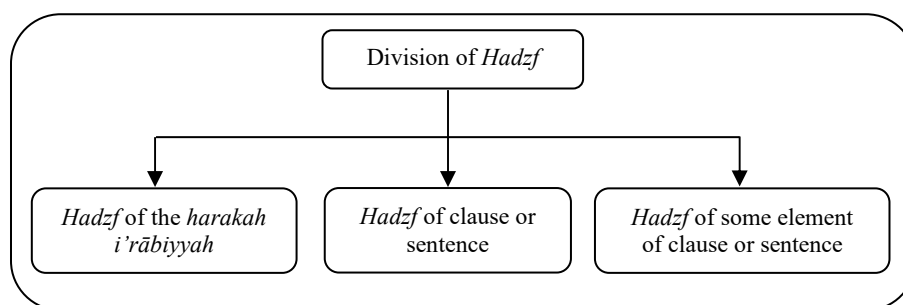 Division of Hadzf
Hadzf of the harakah
i’rābiyyah
Hadzf of clause or
sentence
Hadzf of some element
of clause or sentence